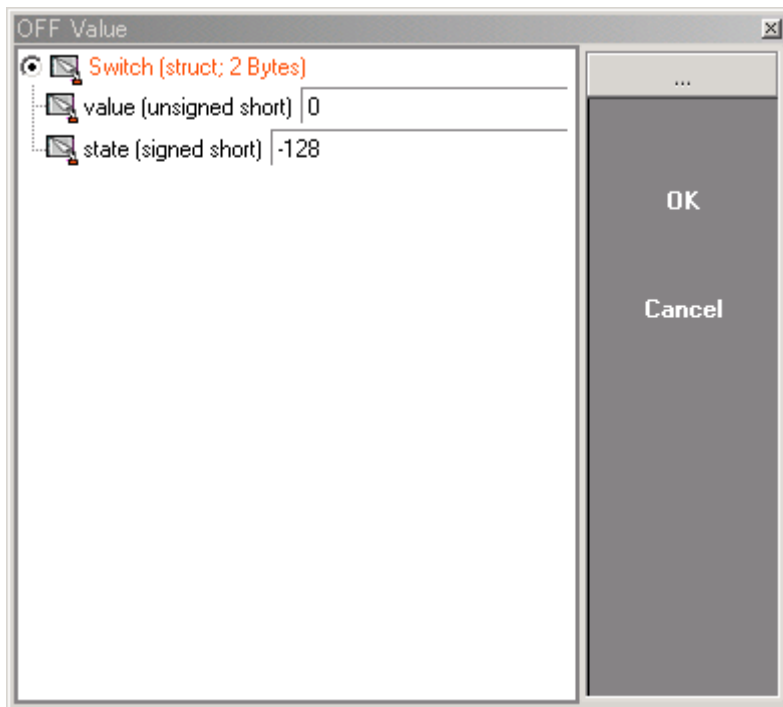 OFF Value
Switch (struct; 2 Bytes)
value (unsigned short) 0
state (signed short) -128
...
OK
Cancel